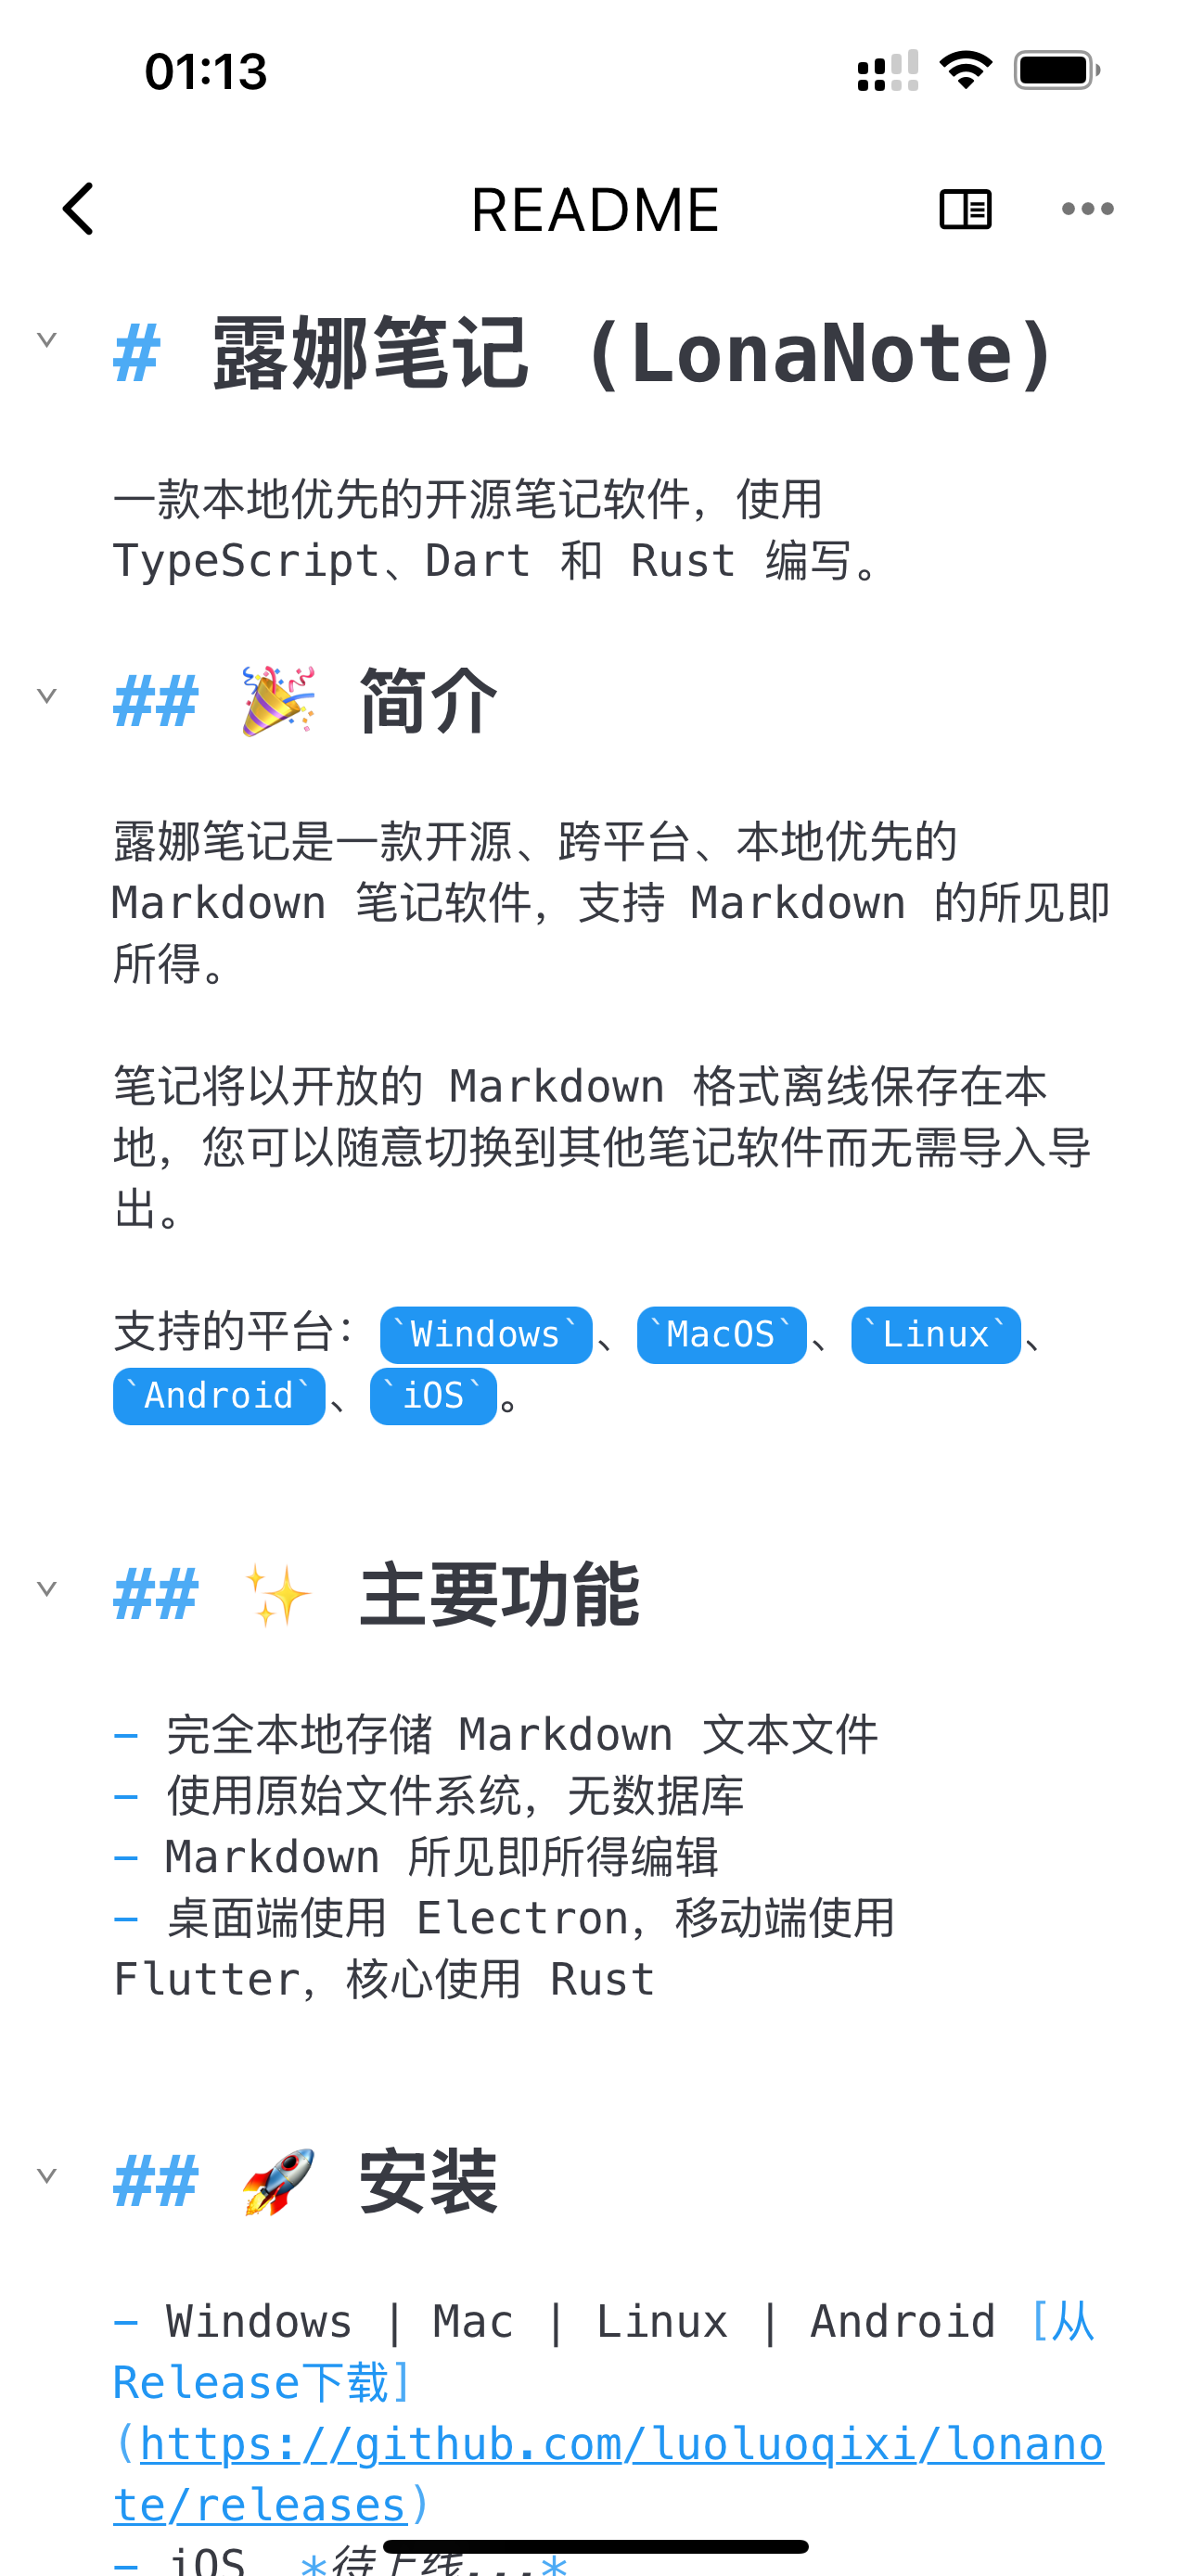 01:13
README
# 露娜笔记 (LonaNote)
一款本地优先的开源笔记软件，使用
TypeScript、Dart 和 Rust 编写。
## 🎉 简介
露娜笔记是一款开源、跨平台、本地优先的
Markdown 笔记软件，支持 Markdown 的所见即
所得。
笔记将以开放的 Markdown 格式离线保存在本
地，您可以随意切换到其他笔记软件而无需导入导
出。
支持的平台：`Windows`、`MacOS`、`Linux`、
`Android`、`iOS`。
## ✨ 主要功能
- 完全本地存储 Markdown 文本文件
- 使用原始文件系统，无数据库
- Markdown 所见即所得编辑
- 桌面端使用 Electron，移动端使用
Flutter，核心使用 Rust
## 🚀 安装
- Windows | Mac | Linux | Android [从
Release下载]
(https://github.com/luoluoqixi/lonano
te/releases)
- iOS *待上线...*